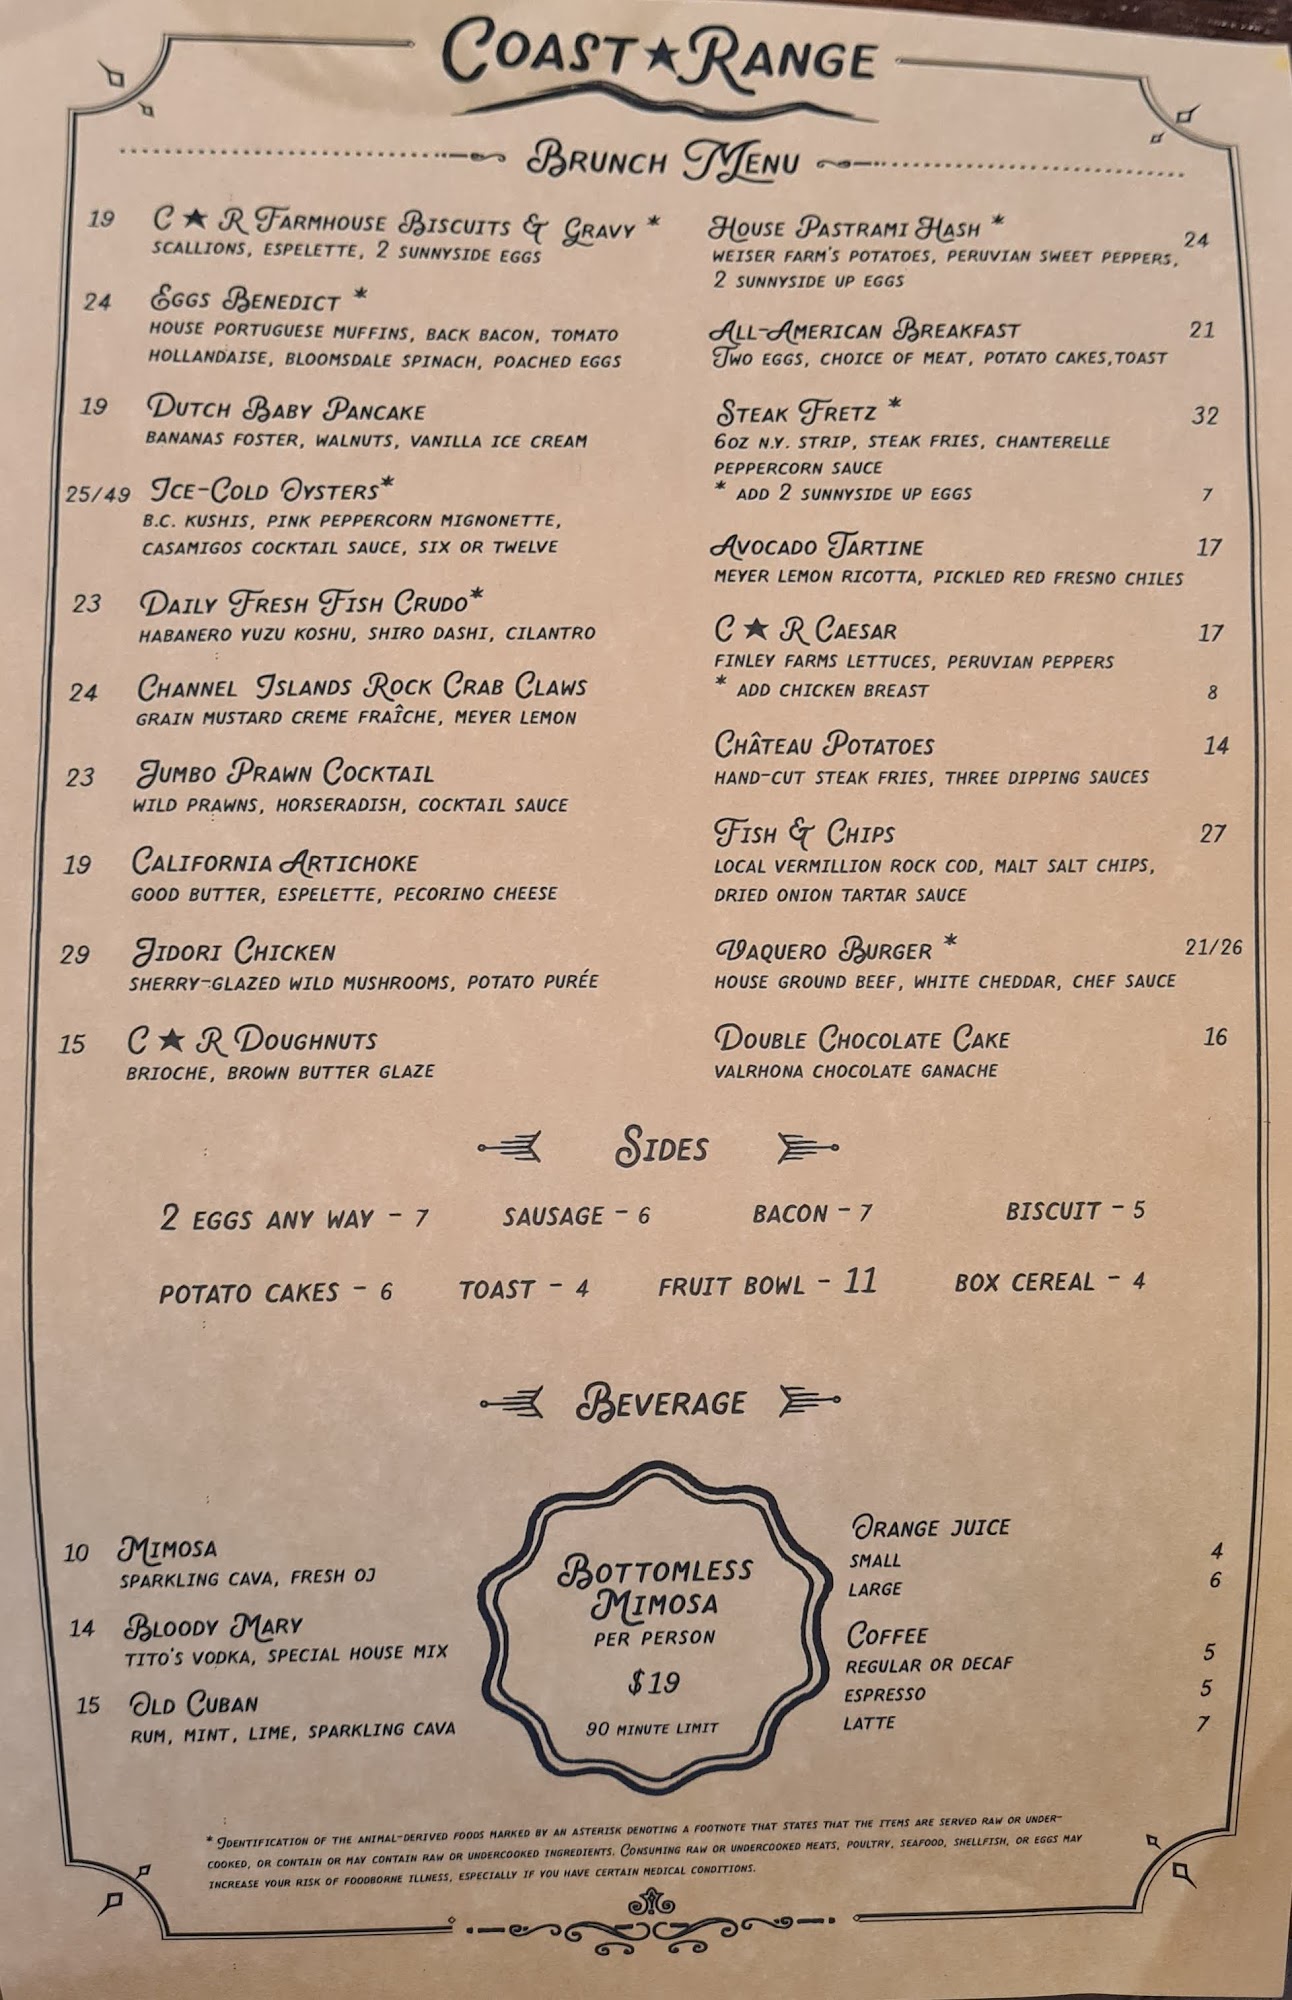 COAST★RANGE
BRUNCH MENU
19 C ★ R FARMHOUSE BISCUITS & GRAVY *
SCALLIONS, ESPELETTE, 2 SUNNYSIDE EGGS
24 EGGS BENEDICT *
HOUSE PORTUGUESE MUFFINS, BACK BACON, TOMATO
HOLLANDAISE, BLOOMSDALE SPINACH, POACHED EGGS
19 DUTCH BABY PANCAKE
BANANAS FOSTER, WALNUTS, VANILLA ICE CREAM
25/49 ICE-COLD OYSTERS*
B.C. KUSHIS, PINK PEPPERCORN MIGNONETTE,
CASAMIGOS COCKTAIL SAUCE, SIX OR TWELVE
23 DAILY FRESH FISH CRUDO*
HABANERO YUZU KOSHU, SHIRO DASHI, CILANTRO
24 CHANNEL ISLANDS ROCK CRAB CLAWS
GRAIN MUSTARD CREME FRAÎCHE, MEYER LEMON
23 JUMBO PRAWN COCKTAIL
WILD PRAWNS, HORSERADISH, COCKTAIL SAUCE
19 CALIFORNIA ARTICHOKE
GOOD BUTTER, ESPELETTE, PECORINO CHEESE
29 JIDORI CHICKEN
SHERRY-GLAZED WILD MUSHROOMS, POTATO PURÉE
15 C ★ R DOUGHNUTS
BRIOCHE, BROWN BUTTER GLAZE
HOUSE PASTRAMI HASH * 24
WEISER FARM'S POTATOES, PERUVIAN SWEET PEPPERS,
2 SUNNYSIDE UP EGGS
ALL-AMERICAN BREAKFAST 21
TWO EGGS, CHOICE OF MEAT, POTATO CAKES,TOAST
STEAK FRETZ * 32
6OZ N.Y. STRIP, STEAK FRIES, CHANTERELLE
PEPPERCORN SAUCE
* ADD 2 SUNNYSIDE UP EGGS 7
AVOCADO TARTINE 17
MEYER LEMON RICOTTA, PICKLED RED FRESNO CHILES
C ★ R CAESAR 17
FINLEY FARMS LETTUCES, PERUVIAN PEPPERS
* ADD CHICKEN BREAST 8
CHÂTEAU POTATOES 14
HAND-CUT STEAK FRIES, THREE DIPPING SAUCES
FISH & CHIPS 27
LOCAL VERMILLION ROCK COD, MALT SALT CHIPS,
DRIED ONION TARTAR SAUCE
VAQUERO BURGER * 21/26
HOUSE GROUND BEEF, WHITE CHEDDAR, CHEF SAUCE
DOUBLE CHOCOLATE CAKE 16
VALRHONA CHOCOLATE GANACHE
SIDES
2 EGGS ANY WAY - 7 SAUSAGE - 6 BACON - 7 BISCUIT - 5
POTATO CAKES - 6 TOAST - 4 FRUIT BOWL - 11 BOX CEREAL - 4
BEVERAGE
10 MIMOSA
SPARKLING CAVA, FRESH OJ
14 BLOODY MARY
TITO'S VODKA, SPECIAL HOUSE MIX
15 OLD CUBAN
RUM, MINT, LIME, SPARKLING CAVA
BOTTOMLESS
MIMOSA
PER PERSON
$19
90 MINUTE LIMIT
ORANGE JUICE
SMALL 4
LARGE 6
COFFEE
REGULAR OR DECAF 5
ESPRESSO 5
LATTE 7
* IDENTIFICATION OF THE ANIMAL-DERIVED FOODS MARKED BY AN ASTERISK DENOTING A FOOTNOTE THAT STATES THAT THE ITEMS ARE SERVED RAW OR UNDER-
COOKED, OR CONTAIN OR MAY CONTAIN RAW OR UNDERCOOKED INGREDIENTS. CONSUMING RAW OR UNDERCOOKED MEATS, POULTRY, SEAFOOD, SHELLFISH, OR EGGS MAY
INCREASE YOUR RISK OF FOODBORNE ILLNESS, ESPECIALLY IF YOU HAVE CERTAIN MEDICAL CONDITIONS.